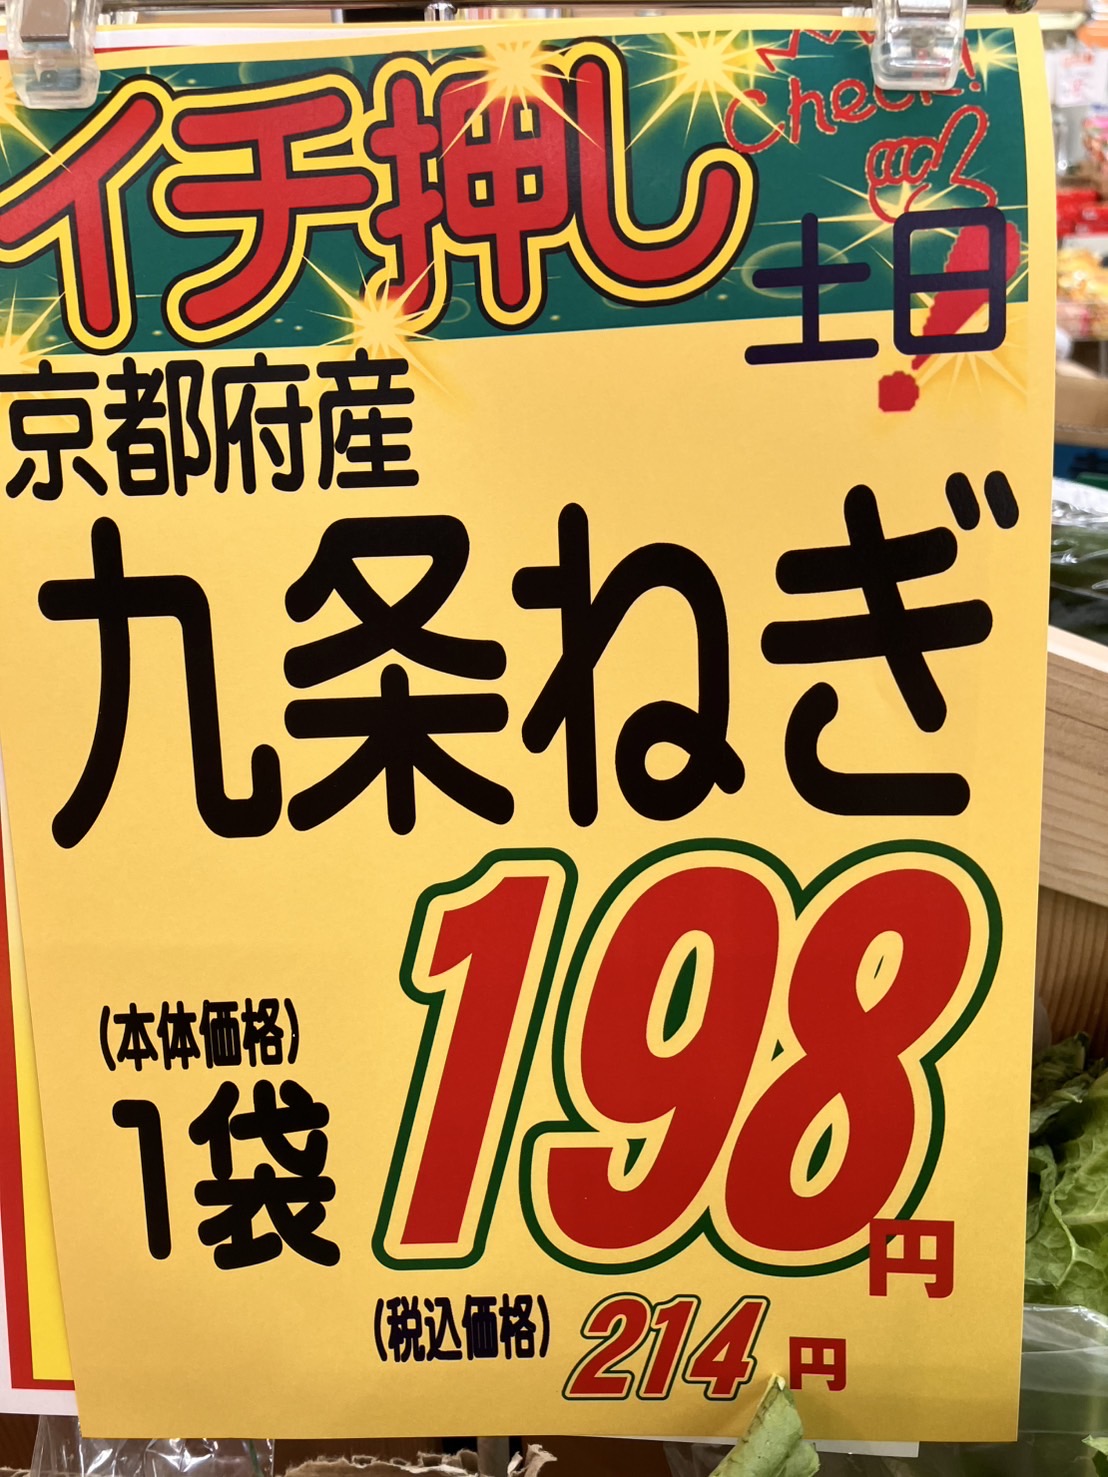 イチ押し
Check!
土日
京都府産
九条ねぎ
(本体価格)
1袋
198円
(税込価格) 214円